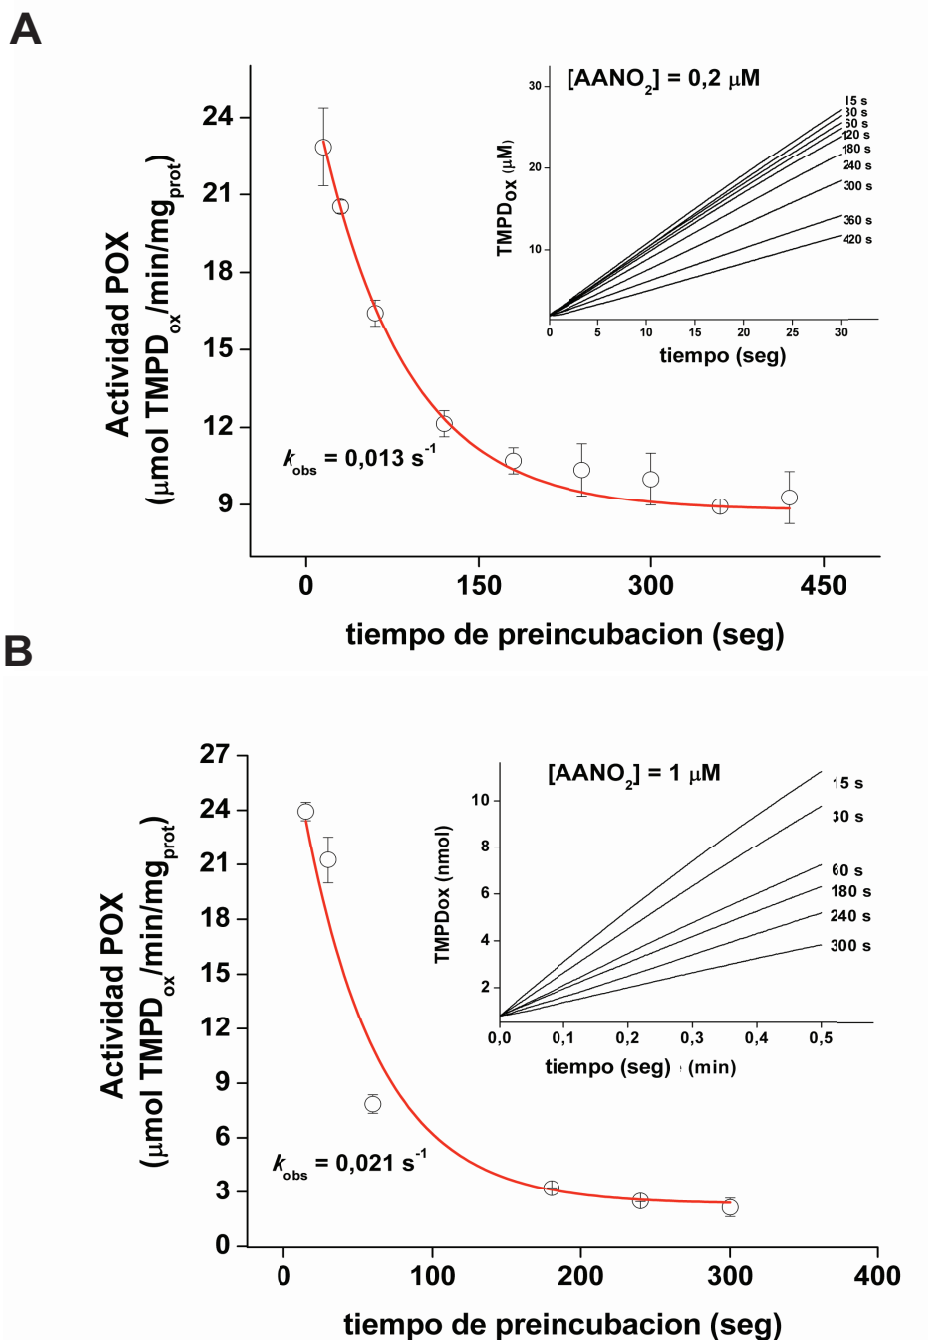 A
[AANO2] = 0,2 μM
TMPDox (μM)
30
20
10
15 s
30 s
60 s
120 s
180 s
240 s
300 s
360 s
420 s
0 5 10 15 20 25 30
tiempo (seg)
Actividad POX
(μmol TMPDox/min/mgprot)
24
21
18
15
12
9
kobs = 0,013 s-1
0 150 300 450
tiempo de preincubacion (seg)
B
[AANO2] = 1 μM
TMPDox (nmol)
10
8
6
4
2
15 s
30 s
60 s
180 s
240 s
300 s
0,0 0,1 0,2 0,3 0,4 0,5
tiempo (seg) (min)
Actividad POX
(μmol TMPDox/min/mgprot)
27
24
21
18
15
12
9
6
3
0
kobs = 0,021 s-1
0 100 200 300 400
tiempo de preincubacion (seg)